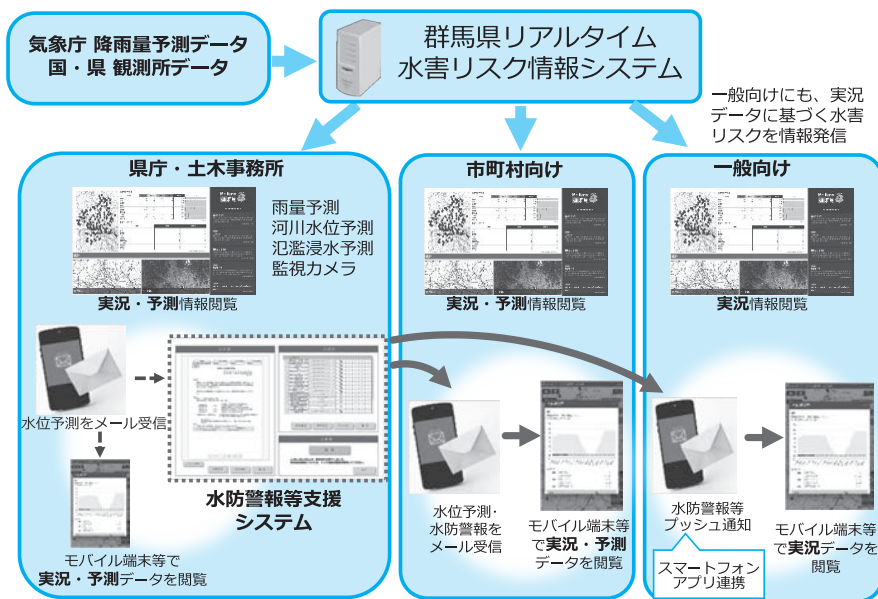 気象庁 降雨量予測データ
国・県 観測所データ
群馬県リアルタイム
水害リスク情報システム
一般向けにも、実況
データに基づく水害
リスクを情報発信
県庁・土木事務所
雨量予測
河川水位予測
氾濫浸水予測
監視カメラ
実況・予測情報閲覧
水位予測をメール受信
水防警報等支援
システム
モバイル端末等で
実況・予測データを閲覧
市町村向け
実況・予測情報閲覧
水位予測・
水防警報を
メール受信
モバイル端末等
で実況・予測
データを閲覧
一般向け
実況情報閲覧
水防警報等
プッシュ通知
スマートフォン
アプリ連携
モバイル端末等
で実況データを
閲覧